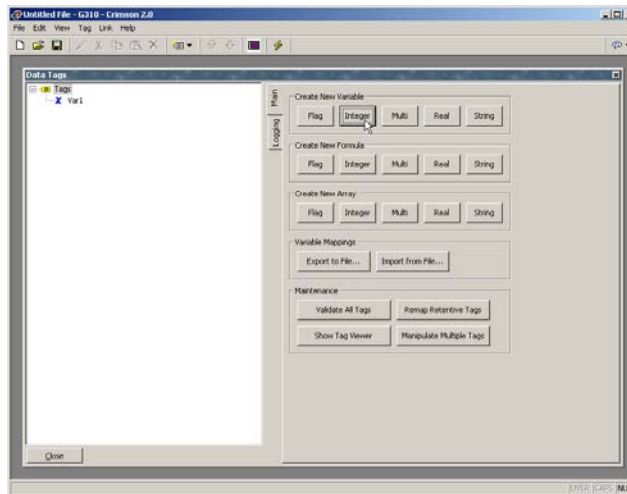 Untitled File - G310 - Crimson 2.0
File Edit View Tag Link Help
Data Tags
Tags
Var1
Main
Logging
Create New Variable
Flag Integer Multi Real String
Create New Formula
Flag Integer Multi Real String
Create New Array
Flag Integer Multi Real String
Variable Mappings
Export to File... Import from File...
Maintenance
Validate All Tags Remap Retentive Tags
Show Tag Viewer Manipulate Multiple Tags
Close
OVER CAPS NU